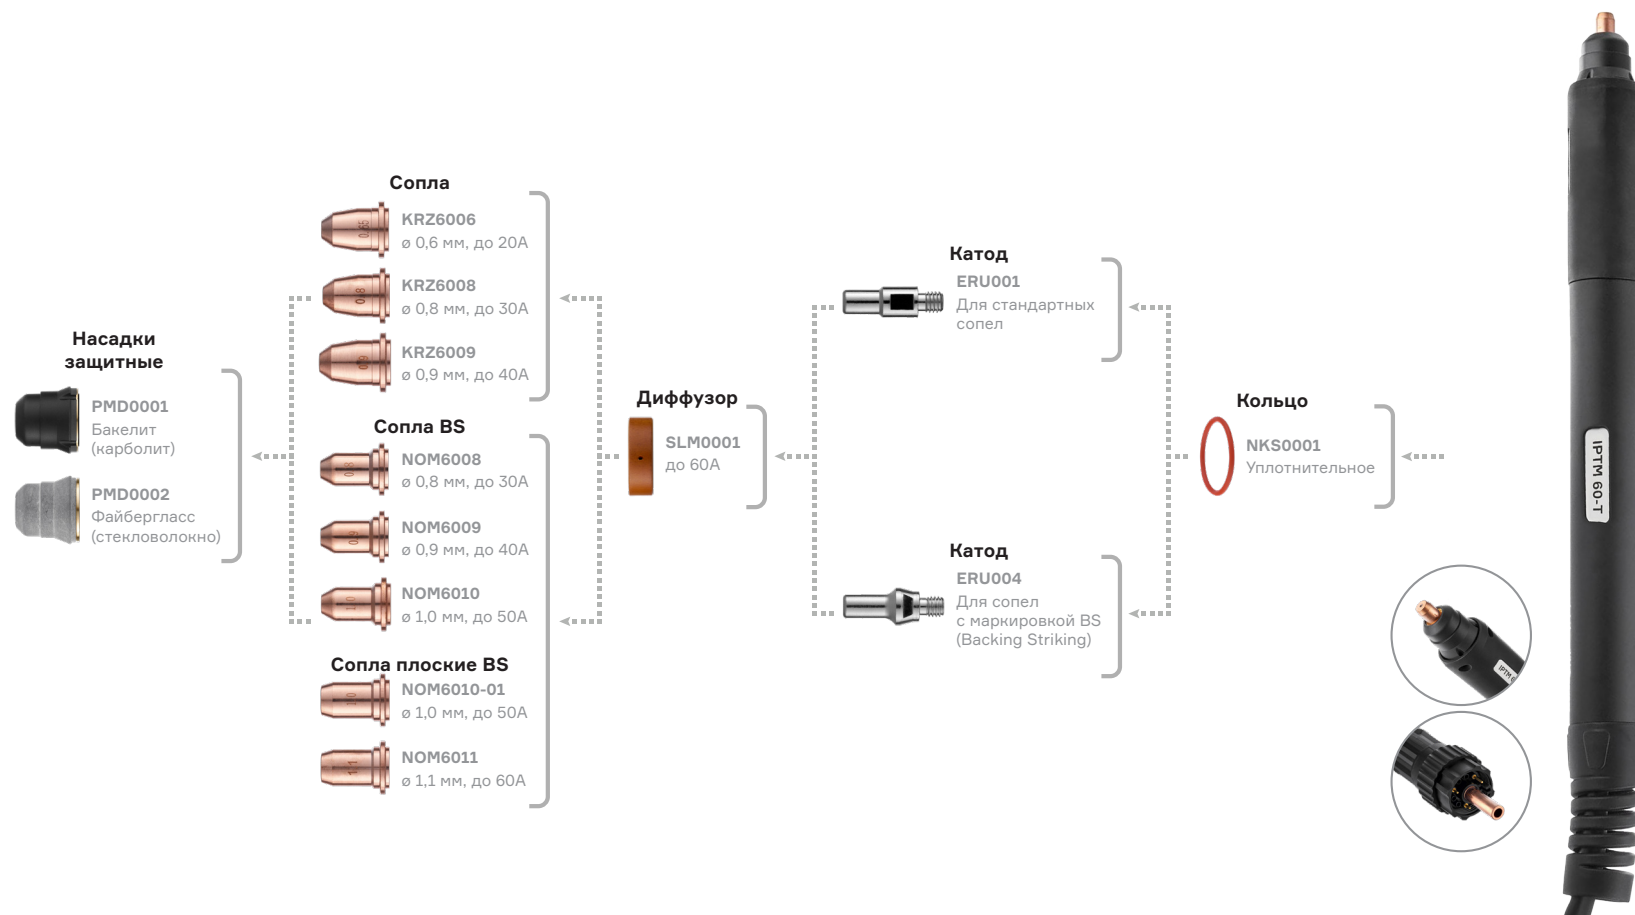 Насадки
защитные
PMD0001
Бакелит
(карболит)
PMD0002
Файбергласс
(стекловолокно)
Сопла
KRZ6006
ø 0,6 мм, до 20А
KRZ6008
ø 0,8 мм, до 30А
KRZ6009
ø 0,9 мм, до 40А
Сопла BS
NOM6008
ø 0,8 мм, до 30А
NOM6009
ø 0,9 мм, до 40А
NOM6010
ø 1,0 мм, до 50А
Сопла плоские BS
NOM6010-01
ø 1,0 мм, до 50А
NOM6011
ø 1,1 мм, до 60А
Диффузор
SLM0001
до 60А
Катод
ERU001
Для стандартных
сопел
Катод
ERU004
Для сопел
с маркировкой BS
(Backing Striking)
Кольцо
NKS0001
Уплотнительное
IPTM 60-T